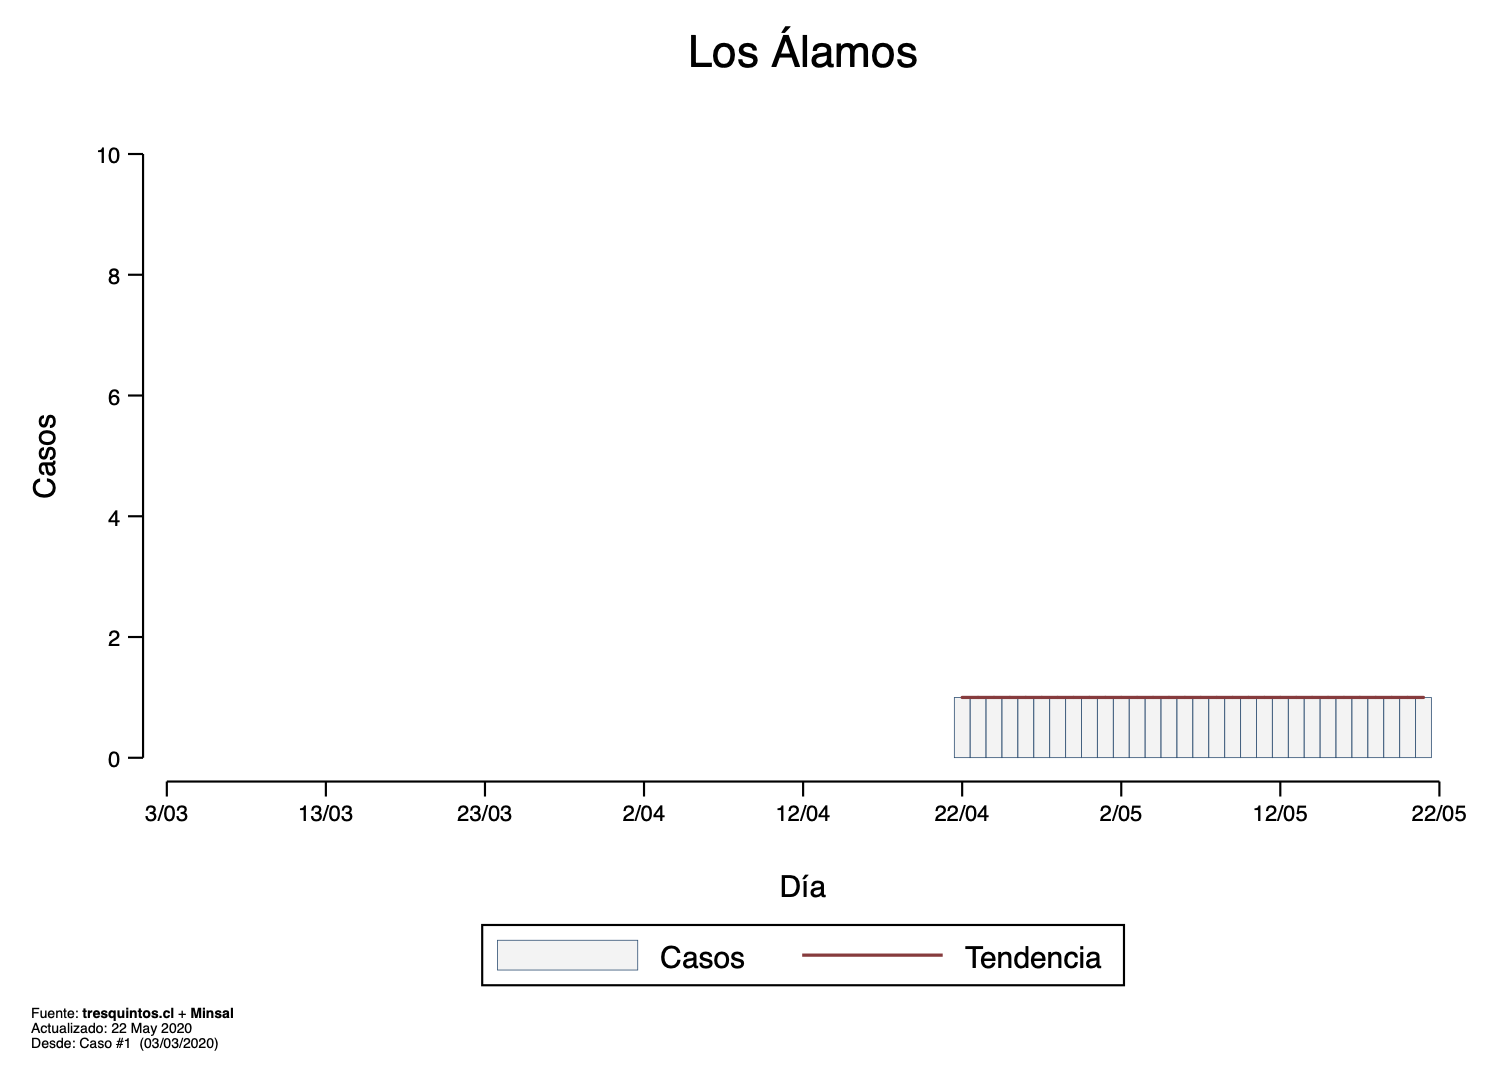 Los Álamos
10
8
6
4
2
0
Casos
3/03 13/03 23/03 2/04 12/04 22/04 2/05 12/05 22/05
Día
Casos Tendencia
Fuente: tresquintos.cl + Minsal
Actualizado: 22 May 2020
Desde: Caso #1 (03/03/2020)